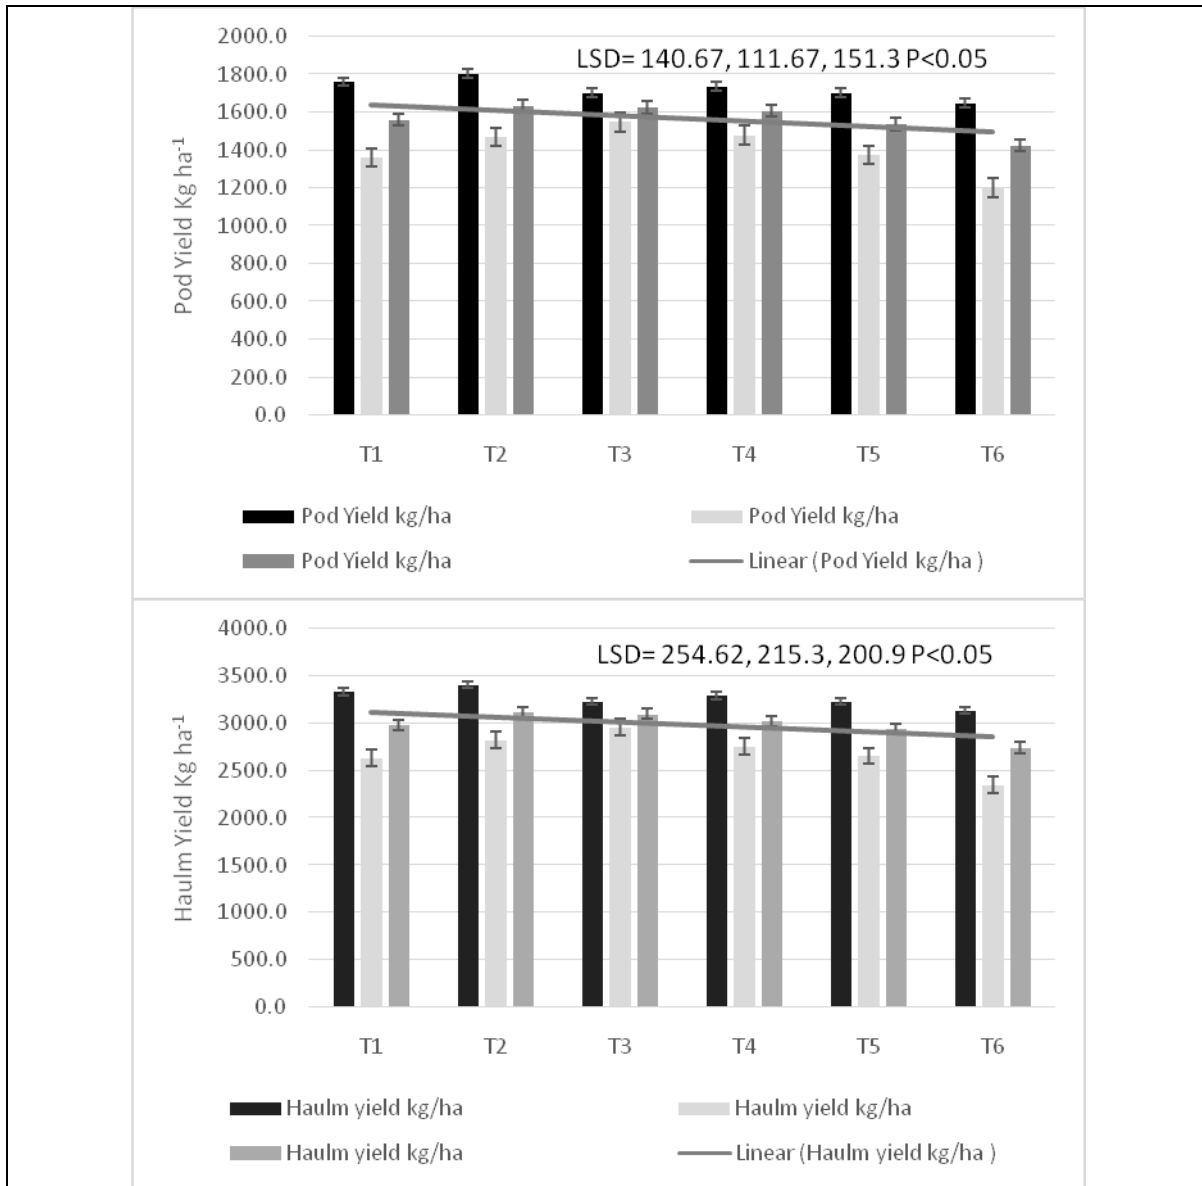 2000.0
1800.0
1600.0
1400.0
1200.0
1000.0
800.0
600.0
400.0
200.0
0.0
Pod Yield Kg ha-1
LSD= 140.67, 111.67, 151.3 P<0.05
T1 T2 T3 T4 T5 T6
Pod Yield kg/ha Pod Yield kg/ha
Pod Yield kg/ha Linear (Pod Yield kg/ha )
4000.0
3500.0
3000.0
2500.0
2000.0
1500.0
1000.0
500.0
0.0
Haulm Yield Kg ha-1
LSD= 254.62, 215.3, 200.9 P<0.05
T1 T2 T3 T4 T5 T6
Haulm yield kg/ha Haulm yield kg/ha
Haulm yield kg/ha Linear (Haulm yield kg/ha )